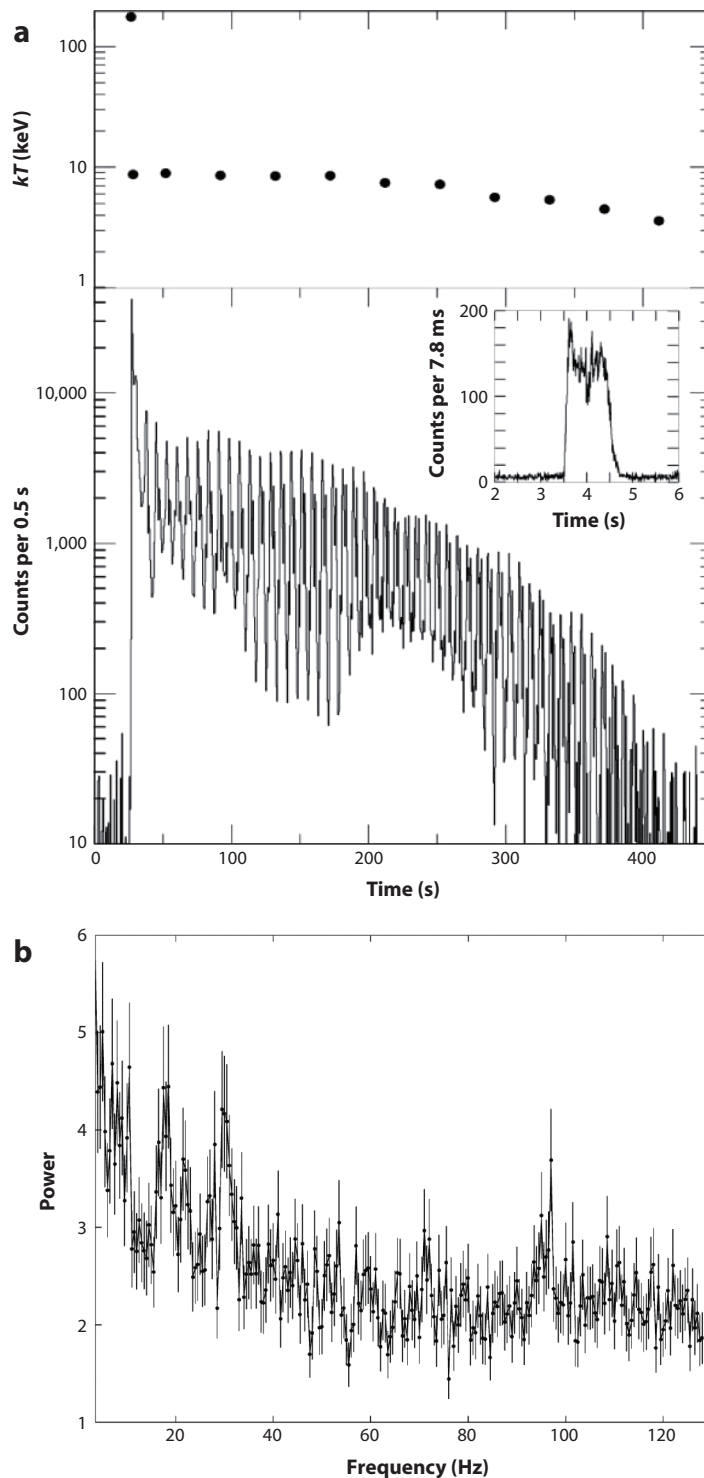 a
100
10
1
kT (keV)
200
100
0
Counts per 7.8 ms
2 3 4 5 6
Time (s)
10,000
1,000
100
10
Counts per 0.5 s
0 100 200 300 400
Time (s)
b
6
5
4
3
2
1
Power
20 40 60 80 100 120
Frequency (Hz)